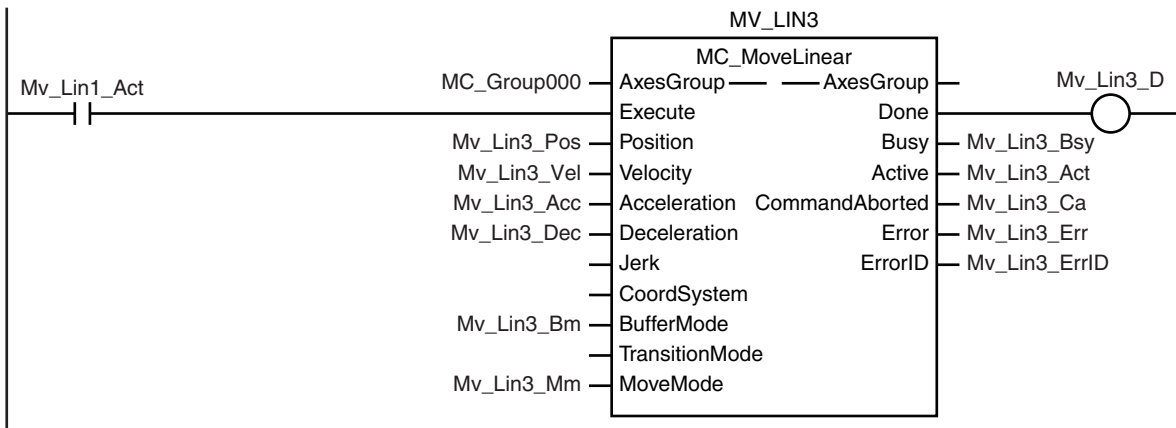 MV_LIN3
MC_MoveLinear
Mv_Lin1_Act
MC_Group000 AxesGroup AxesGroup Mv_Lin3_D
Execute Done
Mv_Lin3_Pos Position Busy Mv_Lin3_Bsy
Mv_Lin3_Vel Velocity Active Mv_Lin3_Act
Mv_Lin3_Acc Acceleration CommandAborted Mv_Lin3_Ca
Mv_Lin3_Dec Deceleration Error Mv_Lin3_Err
Jerk ErrorID Mv_Lin3_ErrID
CoordSystem
Mv_Lin3_Bm BufferMode
TransitionMode
Mv_Lin3_Mm MoveMode